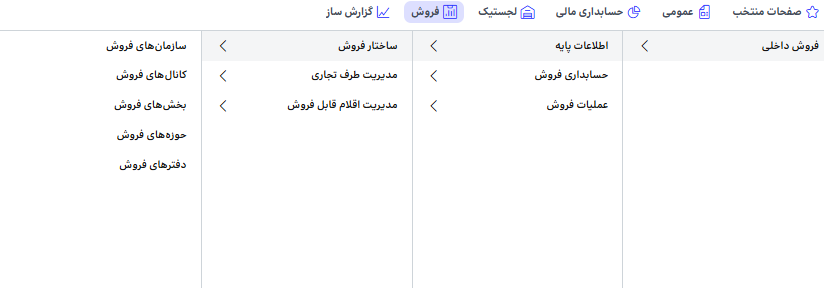 صفحات منتخب
عمومی
حسابداری مالی
لجستیک
فروش
گزارش ساز
فروش داخلی
اطلاعات پایه
حسابداری فروش
عملیات فروش
ساختار فروش
مدیریت طرف تجاری
مدیریت اقلام قابل فروش
سازمان‌های فروش
کانال‌های فروش
بخش‌های فروش
حوزه‌های فروش
دفترهای فروش